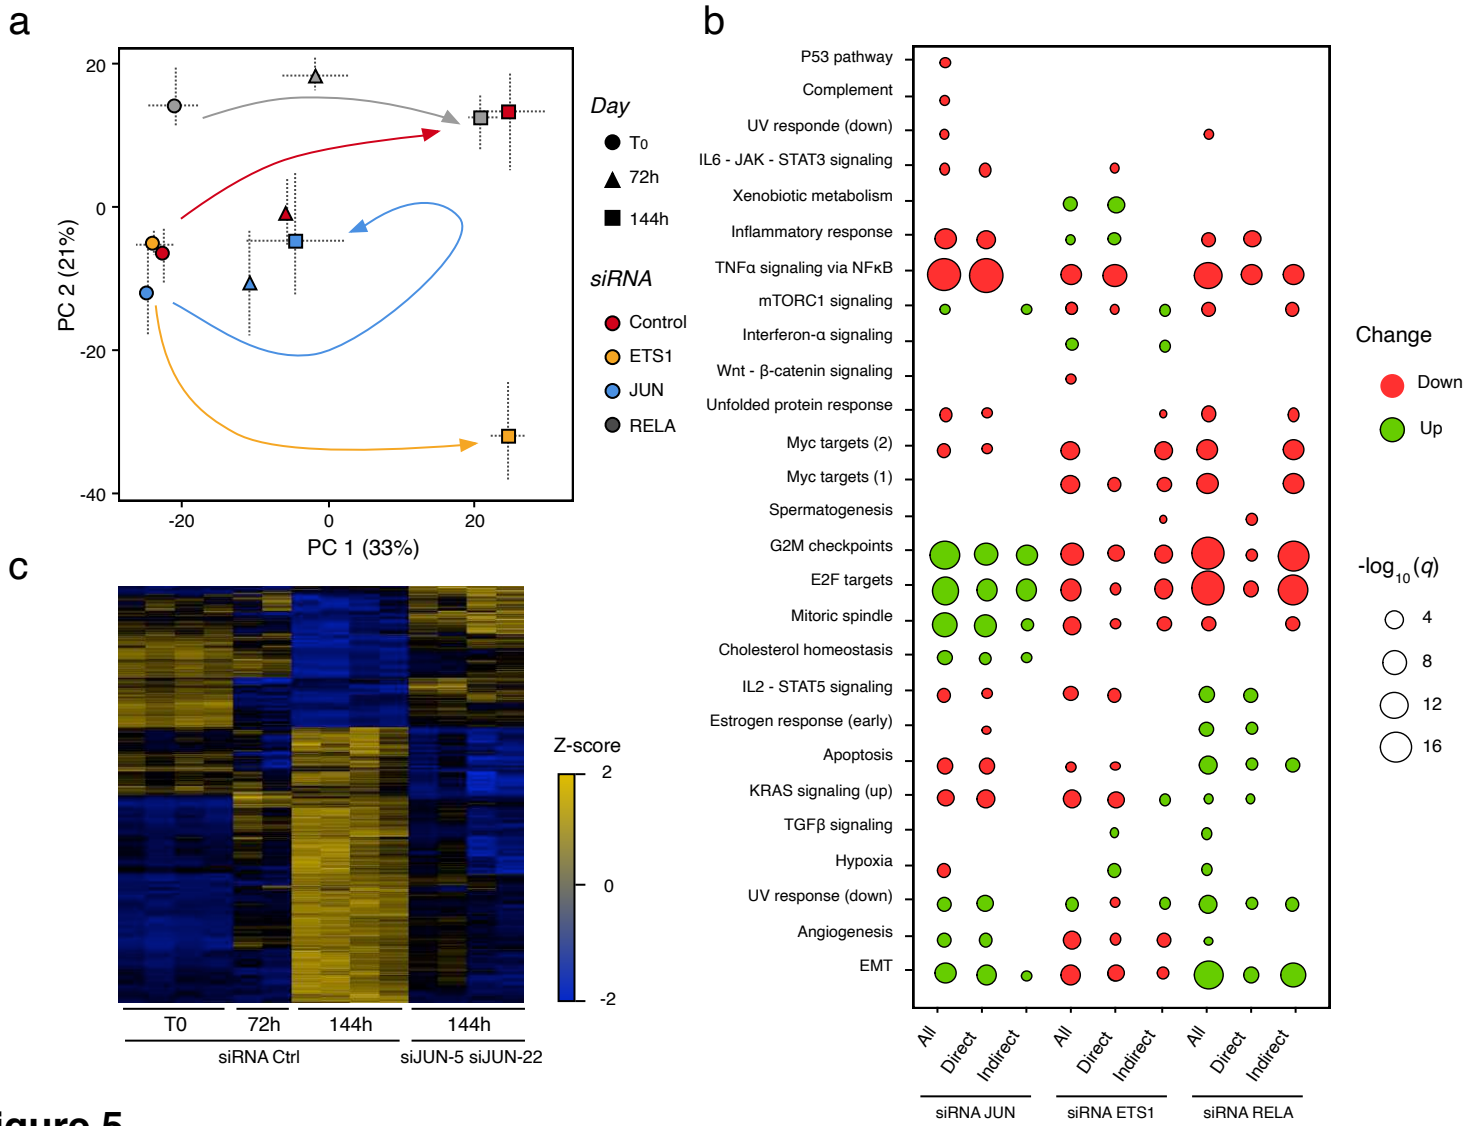 a
20
0
-20
-40
PC 2 (21%)
-20
0
20
PC 1 (33%)
Day
T0
72h
144h
siRNA
Control
ETS1
JUN
RELA
b
P53 pathway
Complement
UV responde (down)
IL6 - JAK - STAT3 signaling
Xenobiotic metabolism
Inflammatory response
TNFα signaling via NFκB
mTORC1 signaling
Interferon-α signaling
Wnt - β-catenin signaling
Unfolded protein response
Myc targets (2)
Myc targets (1)
Spermatogenesis
G2M checkpoints
E2F targets
Mitoric spindle
Cholesterol homeostasis
IL2 - STAT5 signaling
Estrogen response (early)
Apoptosis
KRAS signaling (up)
TGFβ signaling
Hypoxia
UV response (down)
Angiogenesis
EMT
All
Direct
Indirect
All
Direct
Indirect
All
Direct
Indirect
siRNA JUN
siRNA ETS1
siRNA RELA
Change
Down
Up
-log10(q)
4
8
12
16
c
Z-score
2
0
-2
T0
72h
144h
144h
siRNA Ctrl
siJUN-5 siJUN-22